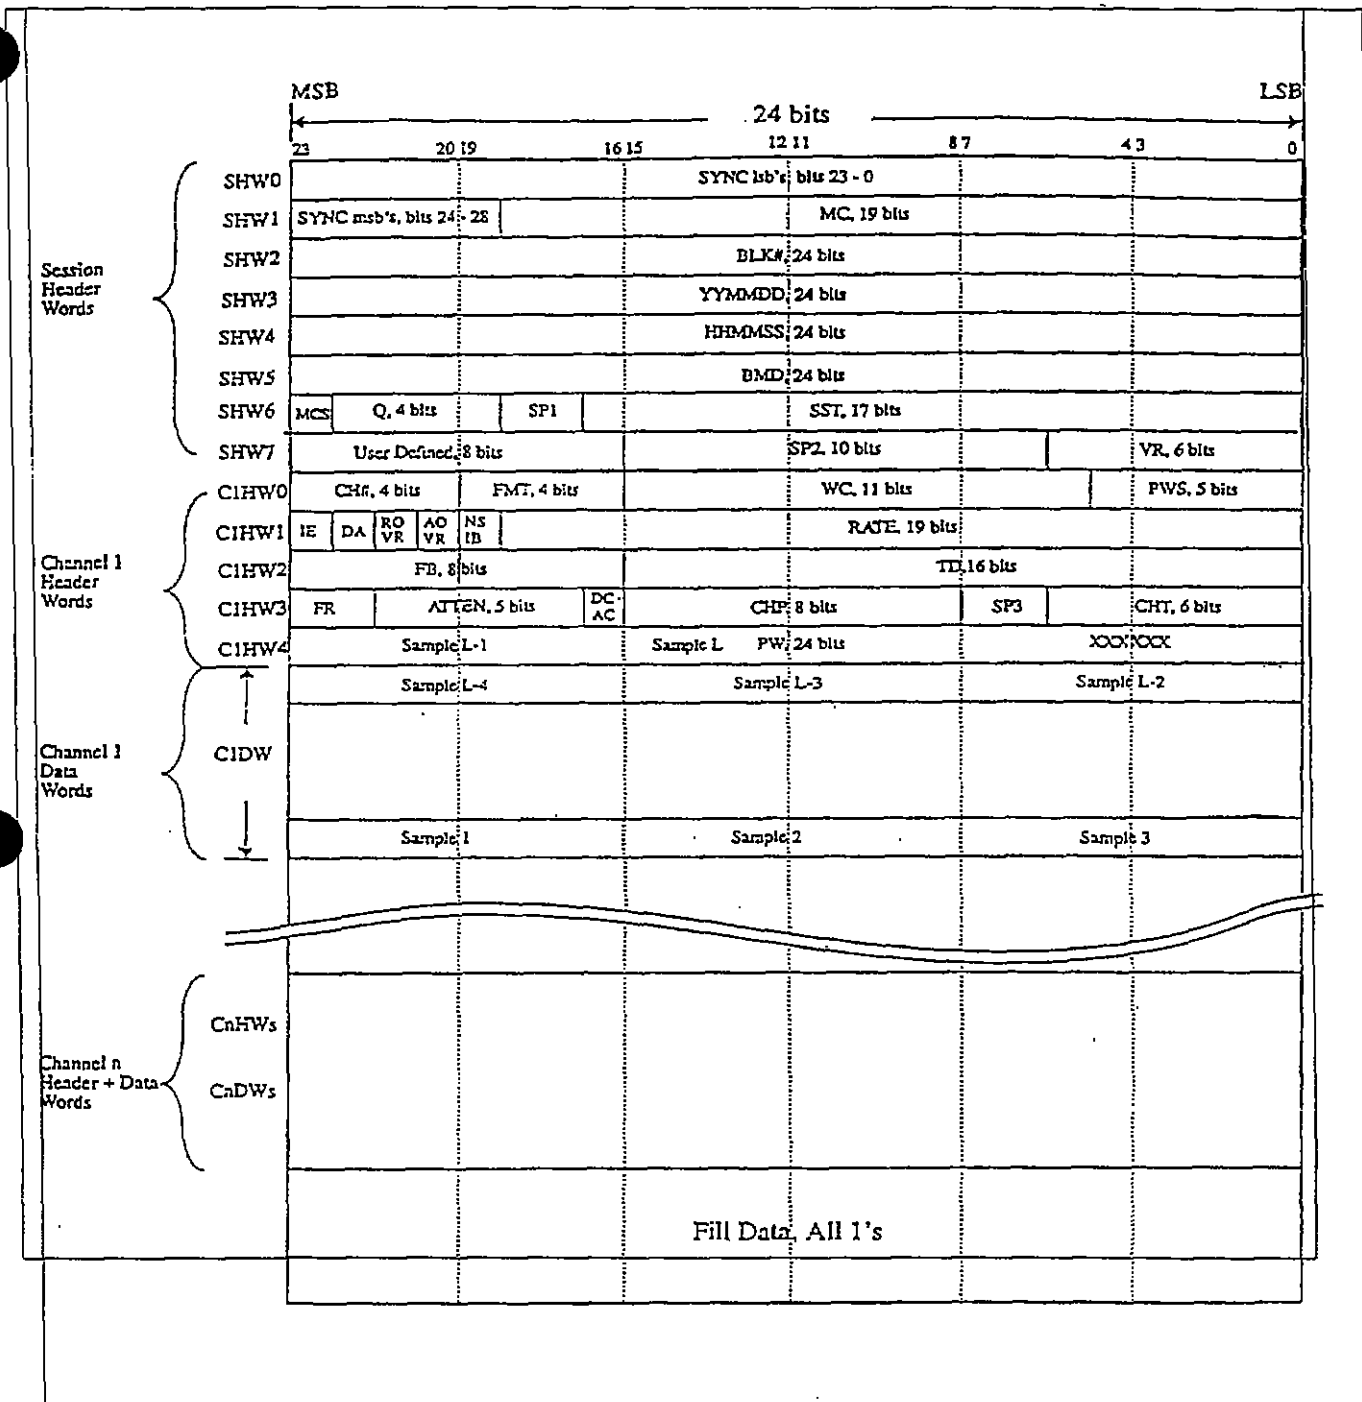 MSB LSB
24 bits
23 20 19 16 15 12 11 8 7 4 3 0
SHW0 SYNC lsb's, bits 23 - 0
SHW1 SYNC msb's, bits 24 - 28 MC, 19 bits
SHW2 BLK#, 24 bits
Session
Header
Words
SHW3 YYMMDD, 24 bits
SHW4 HHMMSS, 24 bits
SHW5 BMD, 24 bits
SHW6 MCS Q, 4 bits SP1 SST, 17 bits
SHW7 User Defined, 8 bits SP2, 10 bits VR, 6 bits
C1HW0 CH#, 4 bits FMT, 4 bits WC, 11 bits PWS, 5 bits
C1HW1 IE DA RO VR AO VR NS IB RATE, 19 bits
Channel 1
Header
Words
C1HW2 FB, 8 bits TD, 16 bits
C1HW3 FR ATTEN, 5 bits DC - AC CHP, 8 bits SP3 CHT, 6 bits
C1HW4 Sample L-1 Sample L PW, 24 bits XXXXXXX
Sample L-4 Sample L-3 Sample L-2
Channel 1
Data
Words
C1DW
Sample 1 Sample 2 Sample 3
CnHWs
Channel n
Header + Data
Words
CnDWs
Fill Data, All 1's